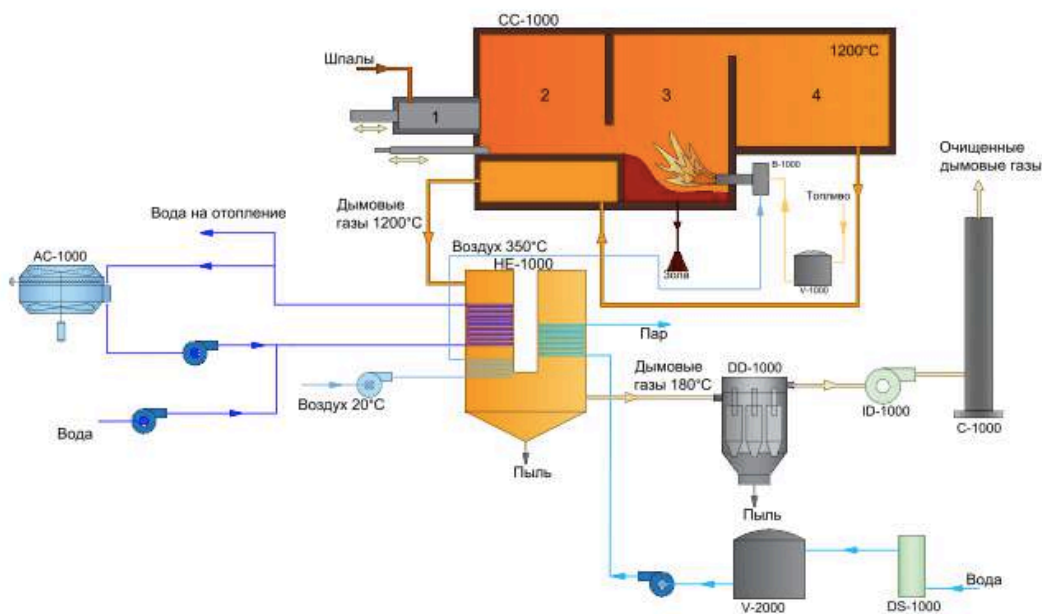 CC-1000
Шпалы
1200°C
1
2
3
4
B-1000
Топливо
V-1000
Очищенные
дымовые газы
Дымовые
газы 1200°C
Зола
Вода на отопление
AC-1000
Воздух 350°C
HE-1000
Пар
Воздух 20°C
Вода
Дымовые
газы 180°C
DD-1000
ID-1000
C-1000
Пыль
Пыль
V-2000
DS-1000
Вода